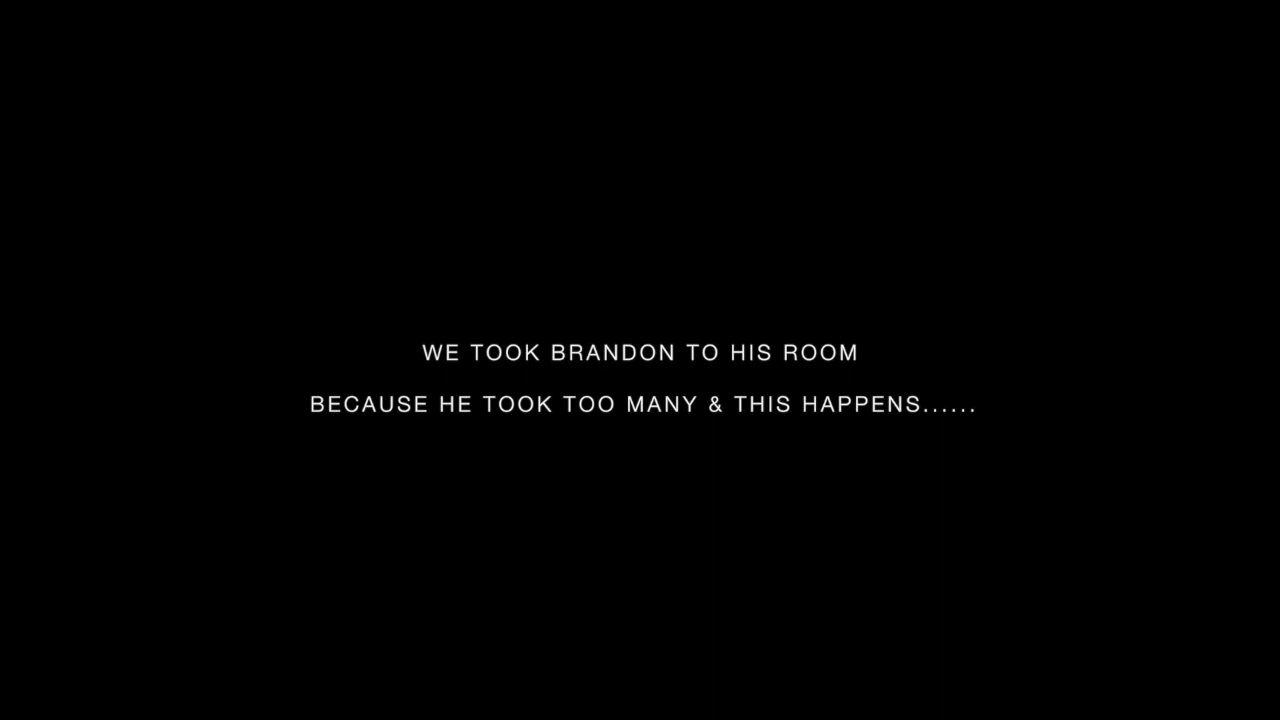 WE TOOK BRANDON TO HIS ROOM
BECAUSE HE TOOK TOO MANY & THIS HAPPENS......